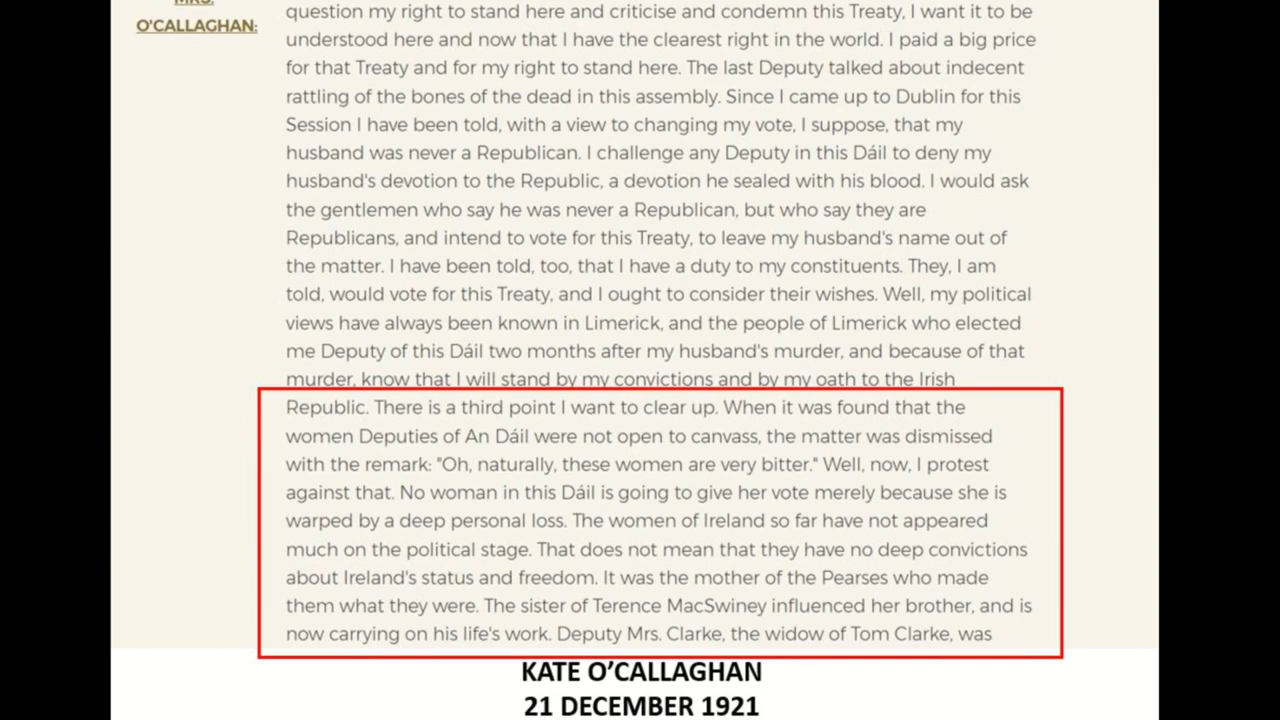 MRS.
O'CALLAGHAN:
question my right to stand here and criticise and condemn this Treaty, I want it to be
understood here and now that I have the clearest right in the world. I paid a big price
for that Treaty and for my right to stand here. The last Deputy talked about indecent
rattling of the bones of the dead in this assembly. Since I came up to Dublin for this
Session I have been told, with a view to changing my vote, I suppose, that my
husband was never a Republican. I challenge any Deputy in this Dáil to deny my
husband's devotion to the Republic, a devotion he sealed with his blood. I would ask
the gentlemen who say he was never a Republican, but who say they are
Republicans, and intend to vote for this Treaty, to leave my husband's name out of
the matter. I have been told, too, that I have a duty to my constituents. They, I am
told, would vote for this Treaty, and I ought to consider their wishes. Well, my political
views have always been known in Limerick, and the people of Limerick who elected
me Deputy of this Dáil two months after my husband's murder, and because of that
murder, know that I will stand by my convictions and by my oath to the Irish
Republic. There is a third point I want to clear up. When it was found that the
women Deputies of An Dáil were not open to canvass, the matter was dismissed
with the remark: "Oh, naturally, these women are very bitter." Well, now, I protest
against that. No woman in this Dáil is going to give her vote merely because she is
warped by a deep personal loss. The women of Ireland so far have not appeared
much on the political stage. That does not mean that they have no deep convictions
about Ireland's status and freedom. It was the mother of the Pearses who made
them what they were. The sister of Terence MacSwiney influenced her brother, and is
now carrying on his life's work. Deputy Mrs. Clarke, the widow of Tom Clarke, was
KATE O'CALLAGHAN
21 DECEMBER 1921